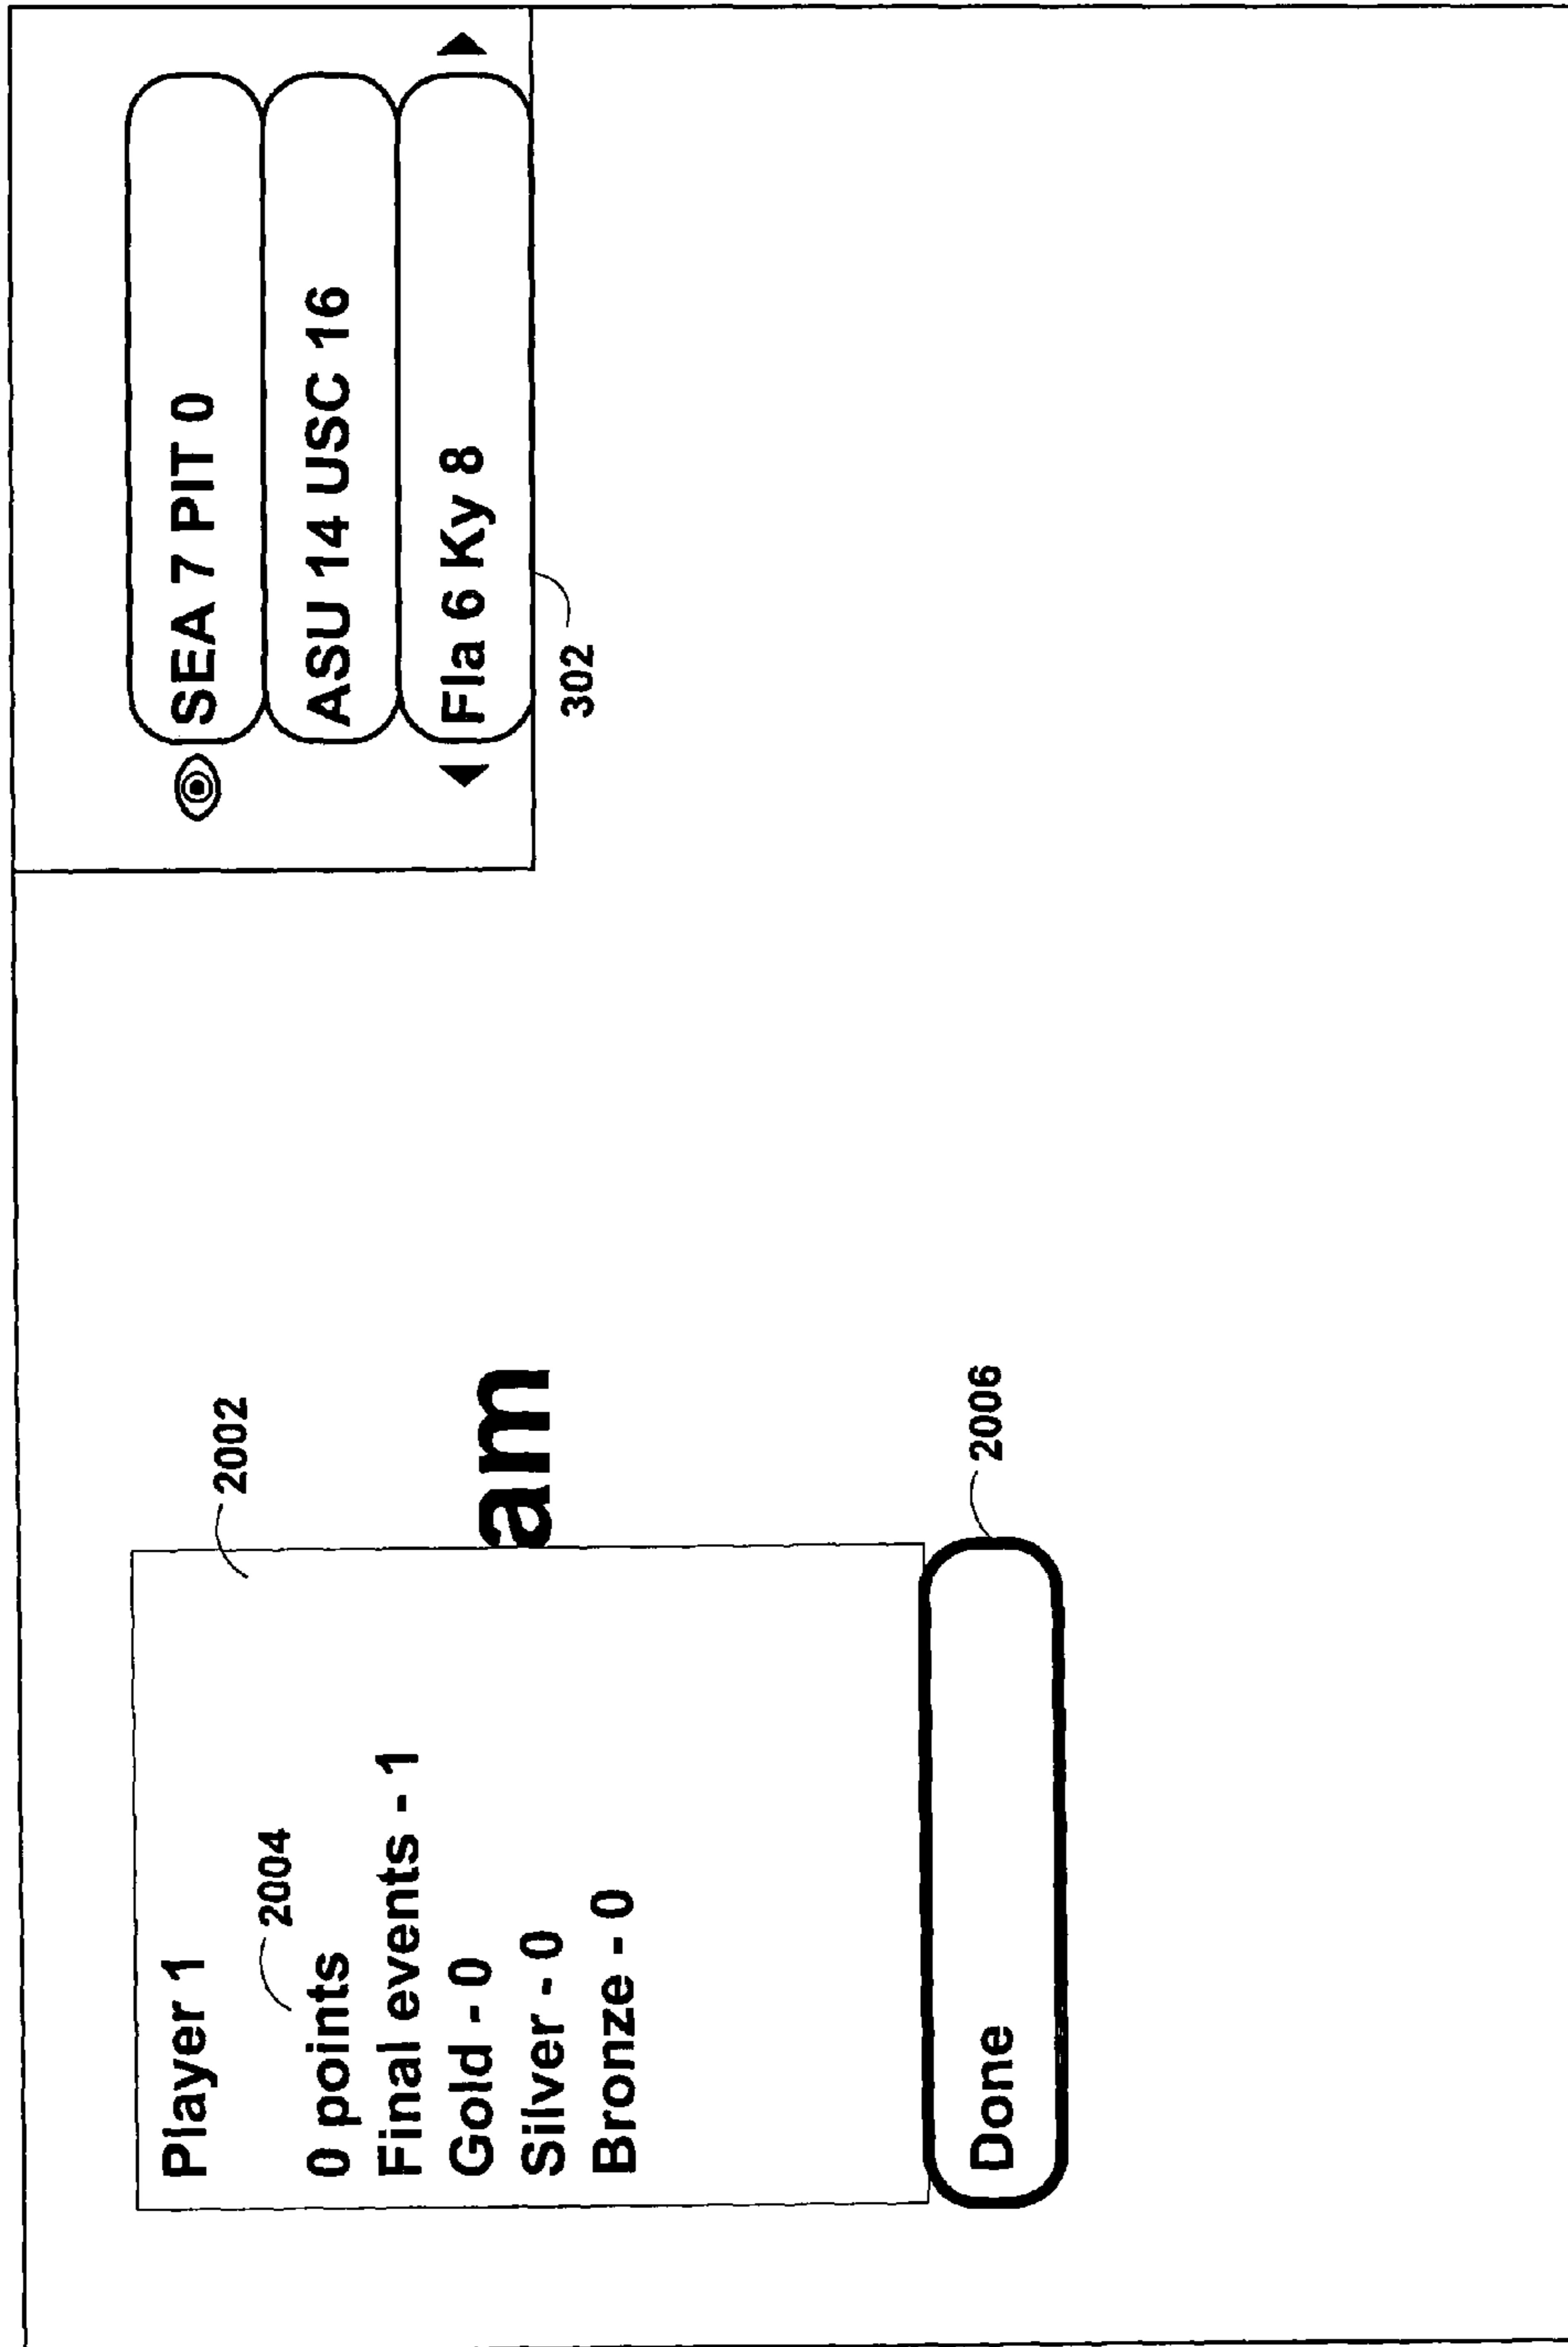 Player 1
2002
2004
0 points
Final events - 1
Gold - 0
Silver - 0
Bronze - 0
am
Done
2006
SEA 7 PIT 0
ASU 14 USC 16
Fla 6 Ky 8
302